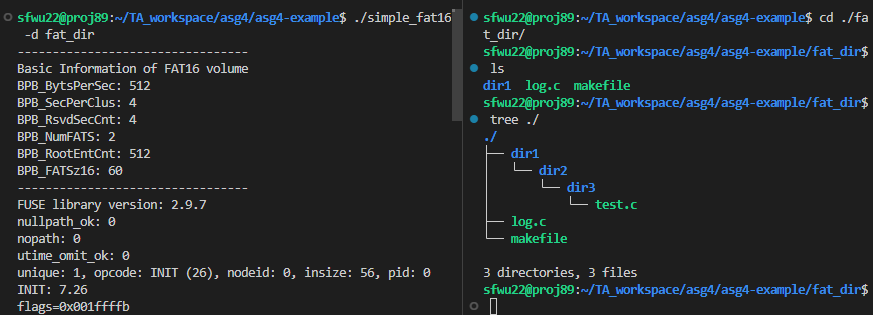 sfwu22@proj89:~/TA_workspace/asg4/asg4-example$ ./simple_fat16
 -d fat_dir
---------------------------------
Basic Information of FAT16 volume
BPB_BytsPerSec: 512
BPB_SecPerClus: 4
BPB_RsvdSecCnt: 4
BPB_NumFATS: 2
BPB_RootEntCnt: 512
BPB_FATSz16: 60
---------------------------------
FUSE library version: 2.9.7
nullpath_ok: 0
nopath: 0
utime_omit_ok: 0
unique: 1, opcode: INIT (26), nodeid: 0, insize: 56, pid: 0
INIT: 7.26
flags=0x001ffffb
sfwu22@proj89:~/TA_workspace/asg4/asg4-example$ cd ./fa
t_dir/
sfwu22@proj89:~/TA_workspace/asg4/asg4-example/fat_dir$
 ls
dir1  log.c  makefile
sfwu22@proj89:~/TA_workspace/asg4/asg4-example/fat_dir$
 tree ./
./
├── dir1
│   └── dir2
│       └── dir3
│           └── test.c
├── log.c
└── makefile

3 directories, 3 files
sfwu22@proj89:~/TA_workspace/asg4/asg4-example/fat_dir$